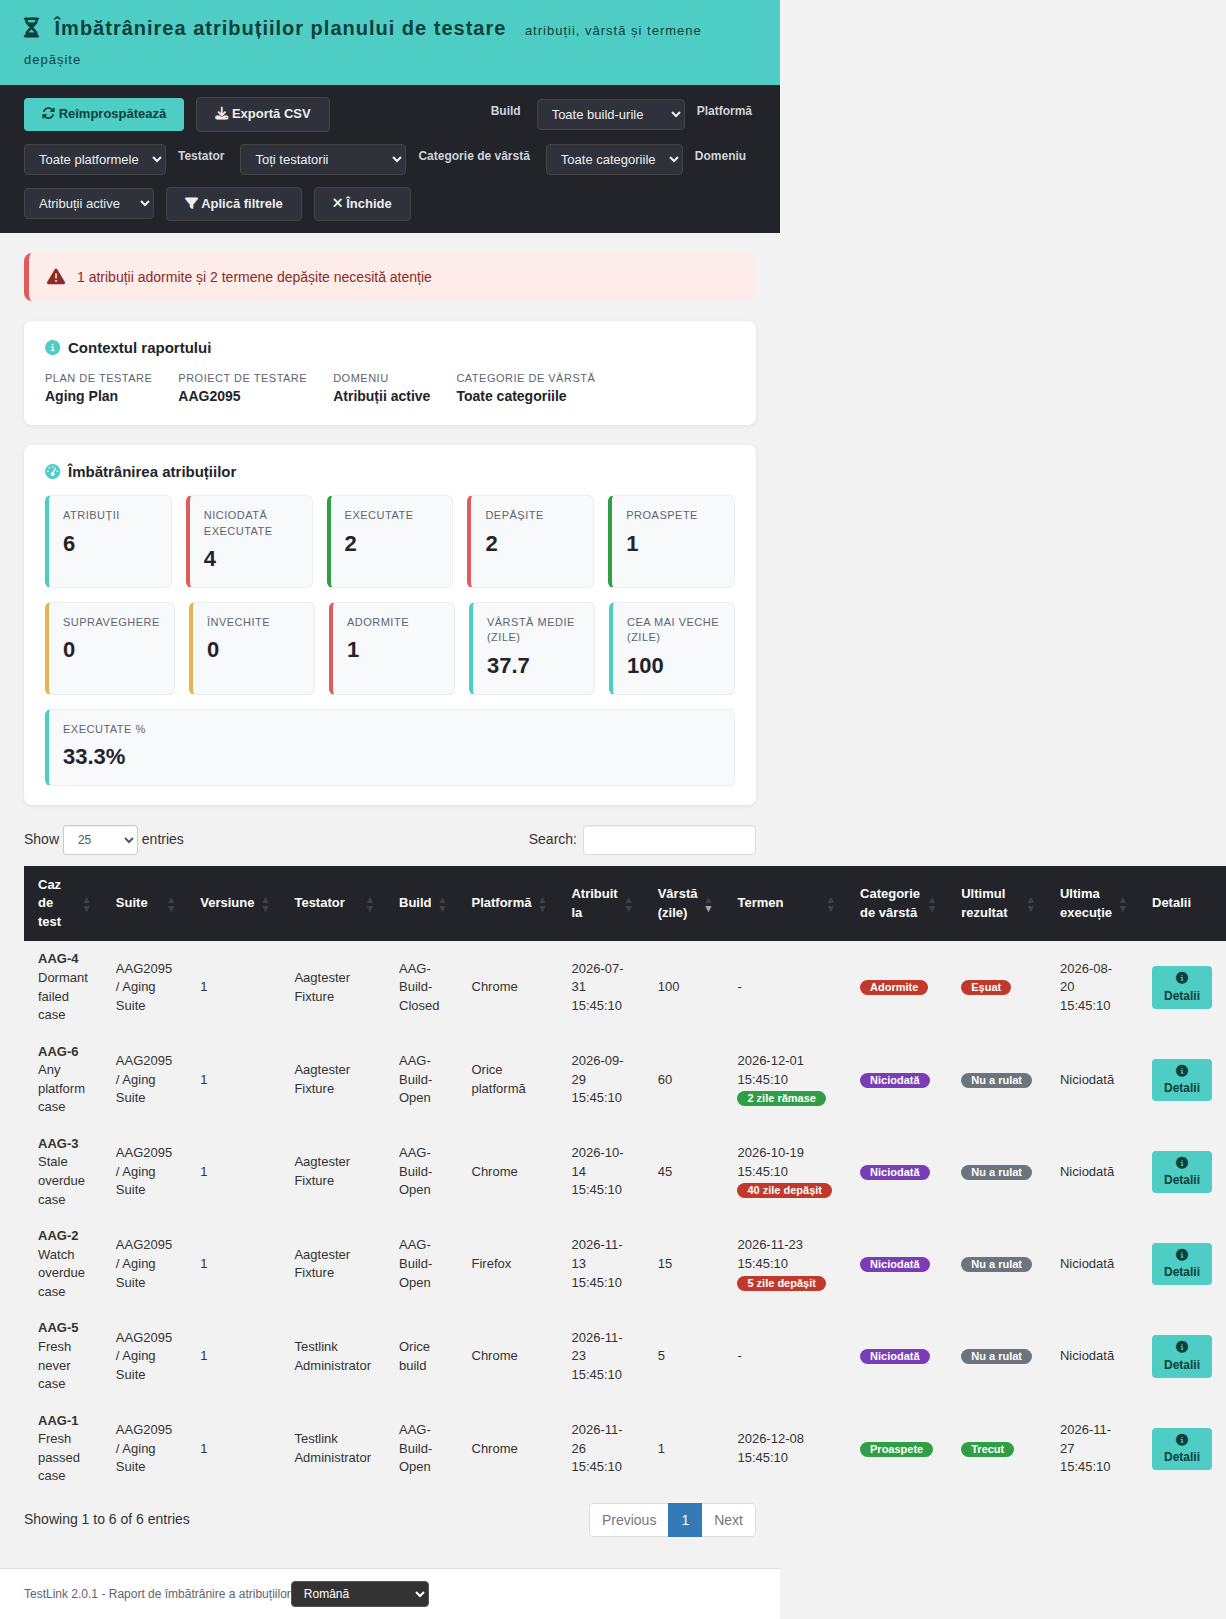 Îmbătrânirea atribuțiilor planului de testare atribuții, vârstă și termene
depășite
Reîmprospătează Exportă CSV Build Toate build-urile Platformă
Toate platformele Testator Toți testatorii Categorie de vârstă Toate categoriile Domeniu
Atribuții active Aplică filtrele Închide
1 atribuții adormite și 2 termene depășite necesită atenție
Contextul raportului
PLAN DE TESTARE PROIECT DE TESTARE DOMENIU CATEGORIE DE VÂRSTĂ
Aging Plan AAG2095 Atribuții active Toate categoriile
Îmbătrânirea atribuțiilor
ATRIBUȚII NICIODATĂ EXECUTATE DEPĂȘITE PROASPETE
EXECUTATE
6 4 2 2 1
SUPRAVEGHERE ÎNVECHITE ADORMITE VÂRSTĂ MEDIE CEA MAI VECHE
(ZILE) (ZILE)
0 0 1 37.7 100
EXECUTATE %
33.3%
Show 25 entries Search:
Caz de test Suite Versiune Testator Build Platformă Atribuit la Vârstă (zile) Termen Categorie de vârstă Ultimul rezultat Ultima execuție Detalii
AAG-4 Dormant failed case AAG2095 / Aging Suite 1 Aagtester Fixture AAG-Build-Closed Chrome 2026-07-31 15:45:10 100 - Adormite Eșuat 2026-08-20 15:45:10 Detalii
AAG-6 Any platform case AAG2095 / Aging Suite 1 Aagtester Fixture AAG-Build-Open Orice platformă 2026-09-29 15:45:10 60 2026-12-01 15:45:10 2 zile rămase Niciodată Nu a rulat Niciodată Detalii
AAG-3 Stale overdue case AAG2095 / Aging Suite 1 Aagtester Fixture AAG-Build-Open Chrome 2026-10-14 15:45:10 45 2026-10-19 15:45:10 40 zile depășit Niciodată Nu a rulat Niciodată Detalii
AAG-2 Watch overdue case AAG2095 / Aging Suite 1 Aagtester Fixture AAG-Build-Open Firefox 2026-11-13 15:45:10 15 2026-11-23 15:45:10 5 zile depășit Niciodată Nu a rulat Niciodată Detalii
AAG-5 Fresh never case AAG2095 / Aging Suite 1 Testlink Administrator Orice build Chrome 2026-11-23 15:45:10 5 - Niciodată Nu a rulat Niciodată Detalii
AAG-1 Fresh passed case AAG2095 / Aging Suite 1 Testlink Administrator AAG-Build-Open Chrome 2026-11-26 15:45:10 1 2026-12-08 15:45:10 Proaspete Trecut 2026-11-27 15:45:10 Detalii
Showing 1 to 6 of 6 entries Previous 1 Next
TestLink 2.0.1 - Raport de îmbătrânire a atribuțiilor Română